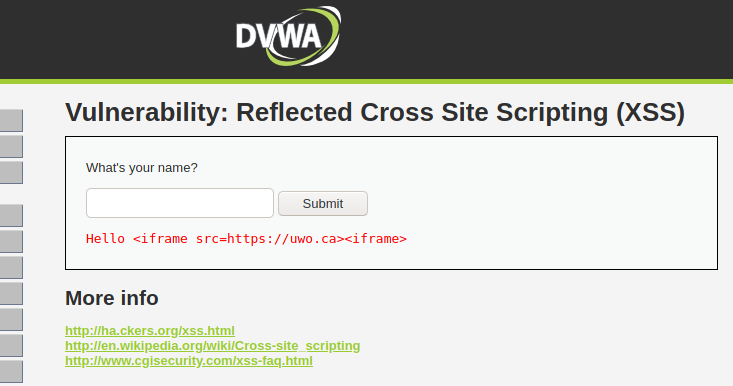 DVWA
Vulnerability: Reflected Cross Site Scripting (XSS)
What's your name?
Submit
Hello <iframe src=https://uwo.ca><iframe>
More info
http://ha.ckers.org/xss.html
http://en.wikipedia.org/wiki/Cross-site_scripting
http://www.cgisecurity.com/xss-faq.html